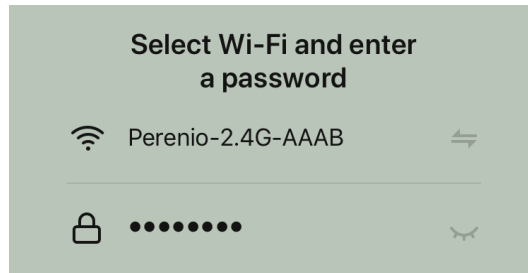 Select Wi-Fi and enter
a password
Perenio-2.4G-AAAB
••••••••